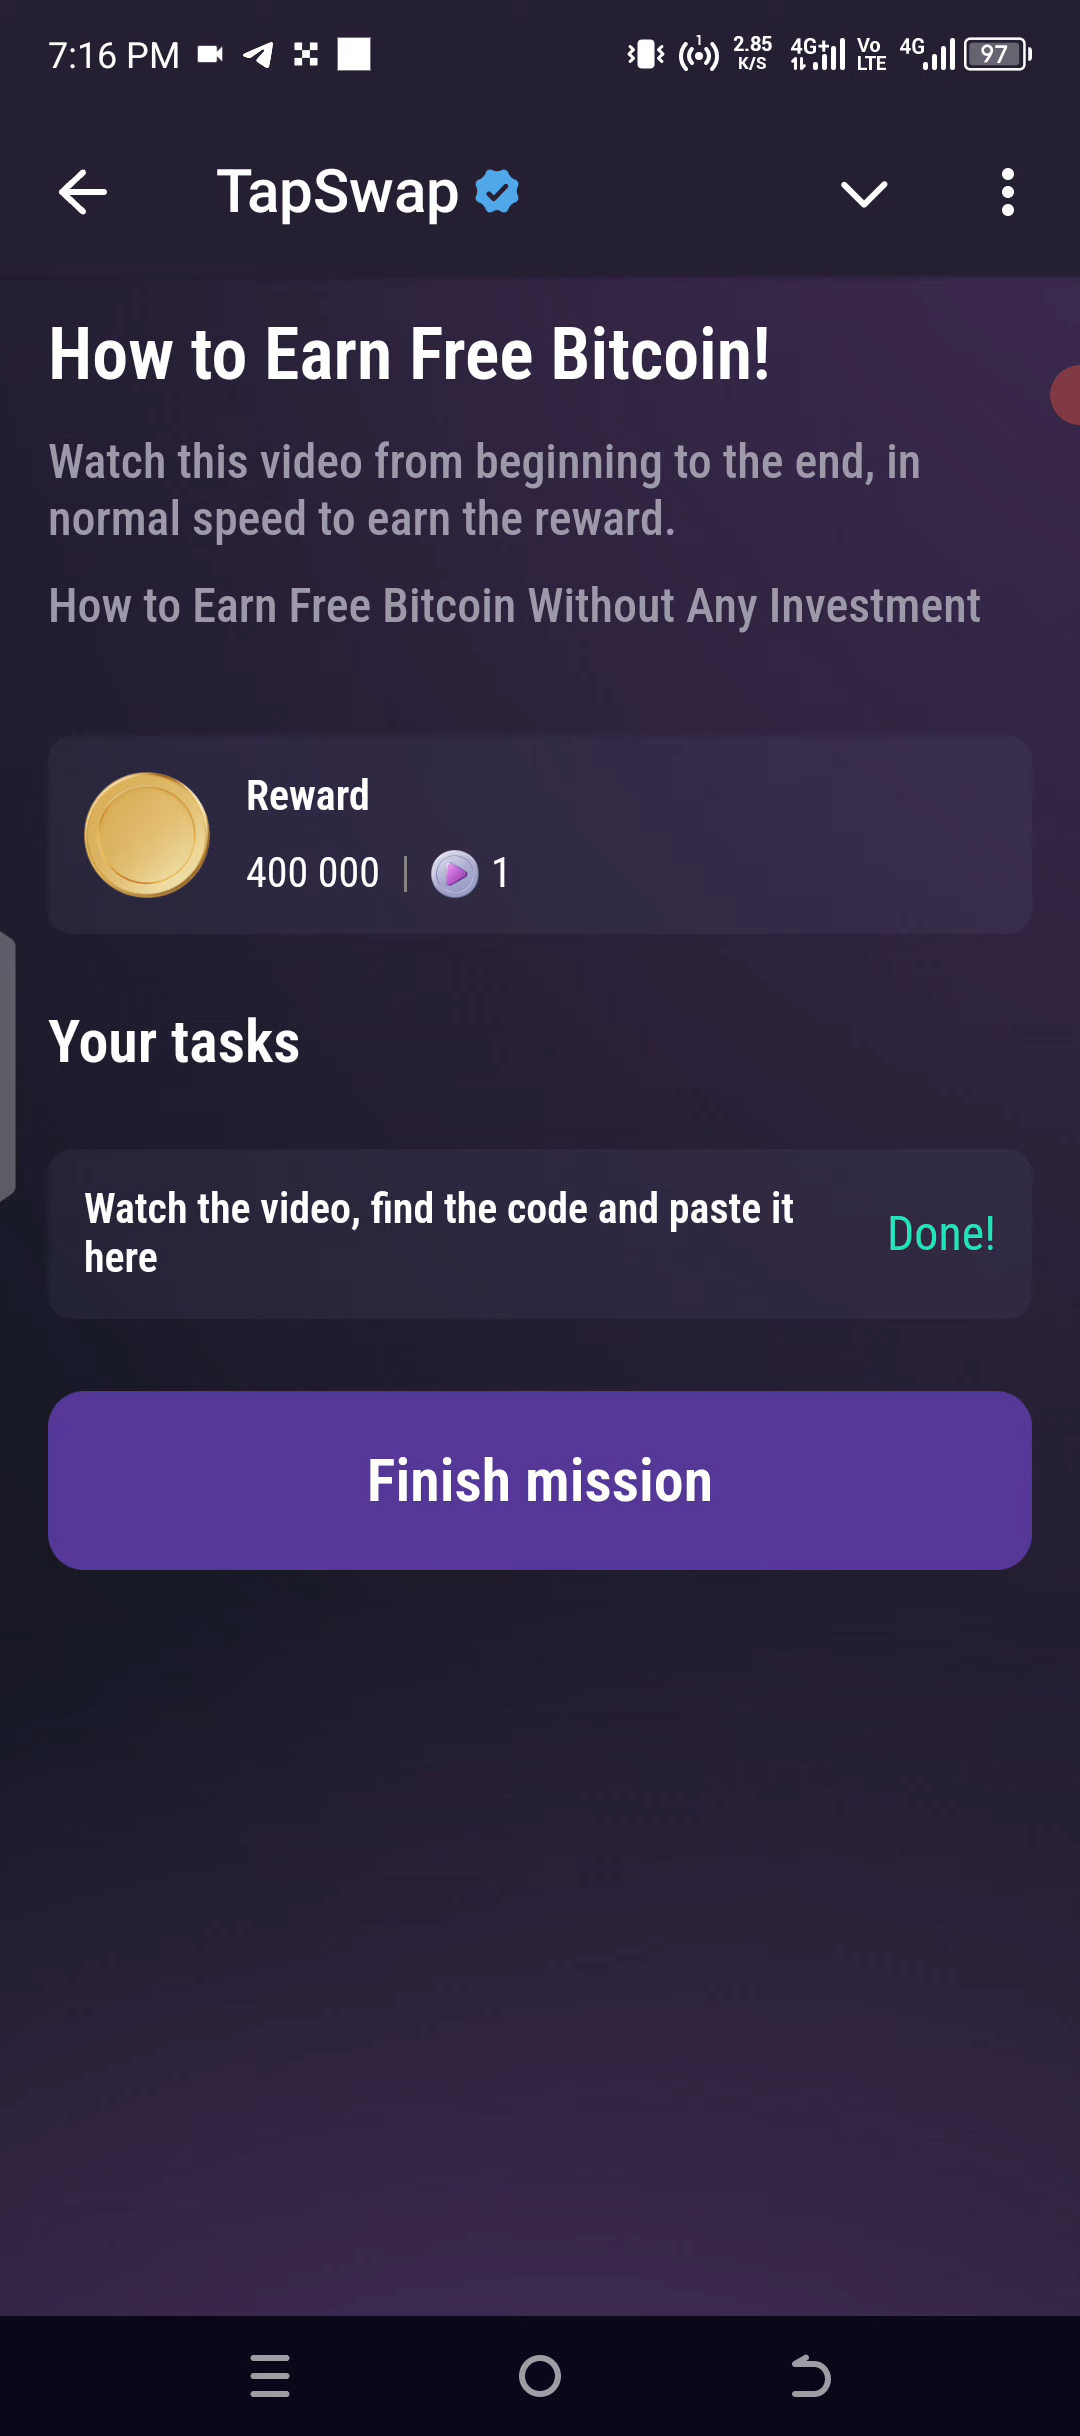 7:16 PM
1
2.85
K/S
4G+
Vo
LTE
4G
97
TapSwap
How to Earn Free Bitcoin!
Watch this video from beginning to the end, in
normal speed to earn the reward.
How to Earn Free Bitcoin Without Any Investment
Reward
400 000 | 1
Your tasks
Watch the video, find the code and paste it
here
Done!
Finish mission